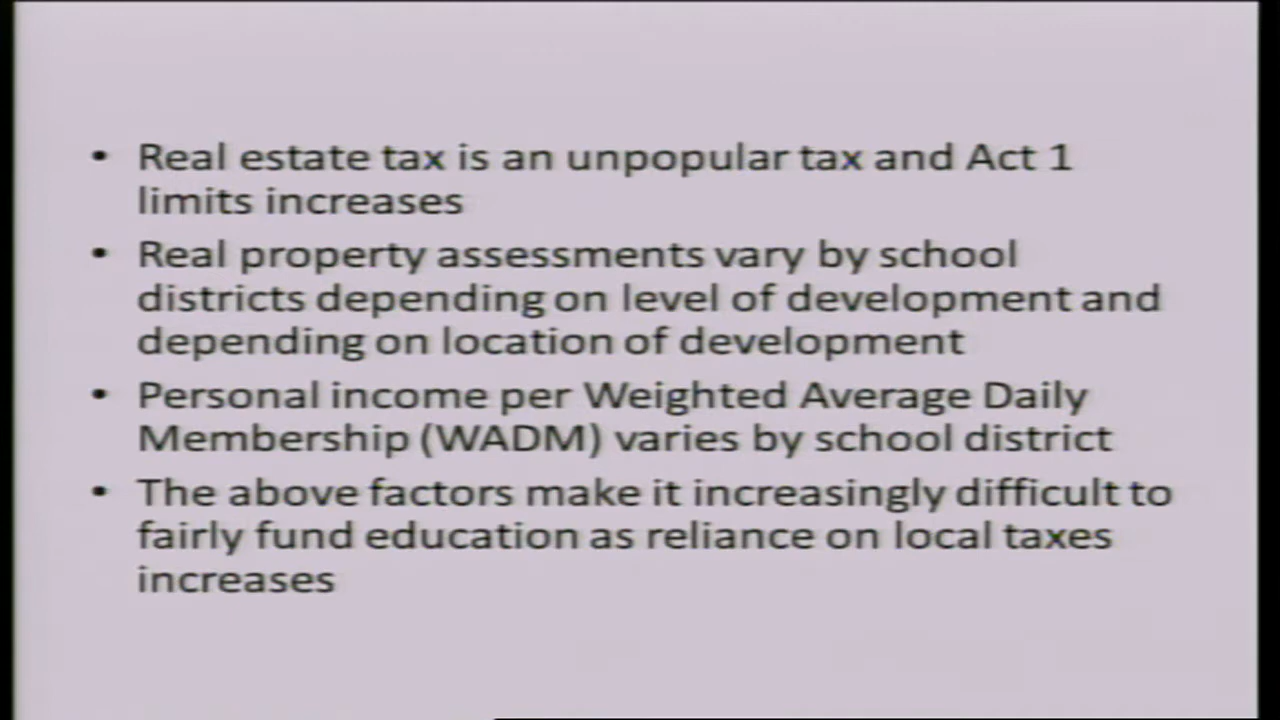 • Real estate tax is an unpopular tax and Act 1
limits increases
• Real property assessments vary by school
districts depending on level of development and
depending on location of development
• Personal income per Weighted Average Daily
Membership (WADM) varies by school district
• The above factors make it increasingly difficult to
fairly fund education as reliance on local taxes
increases